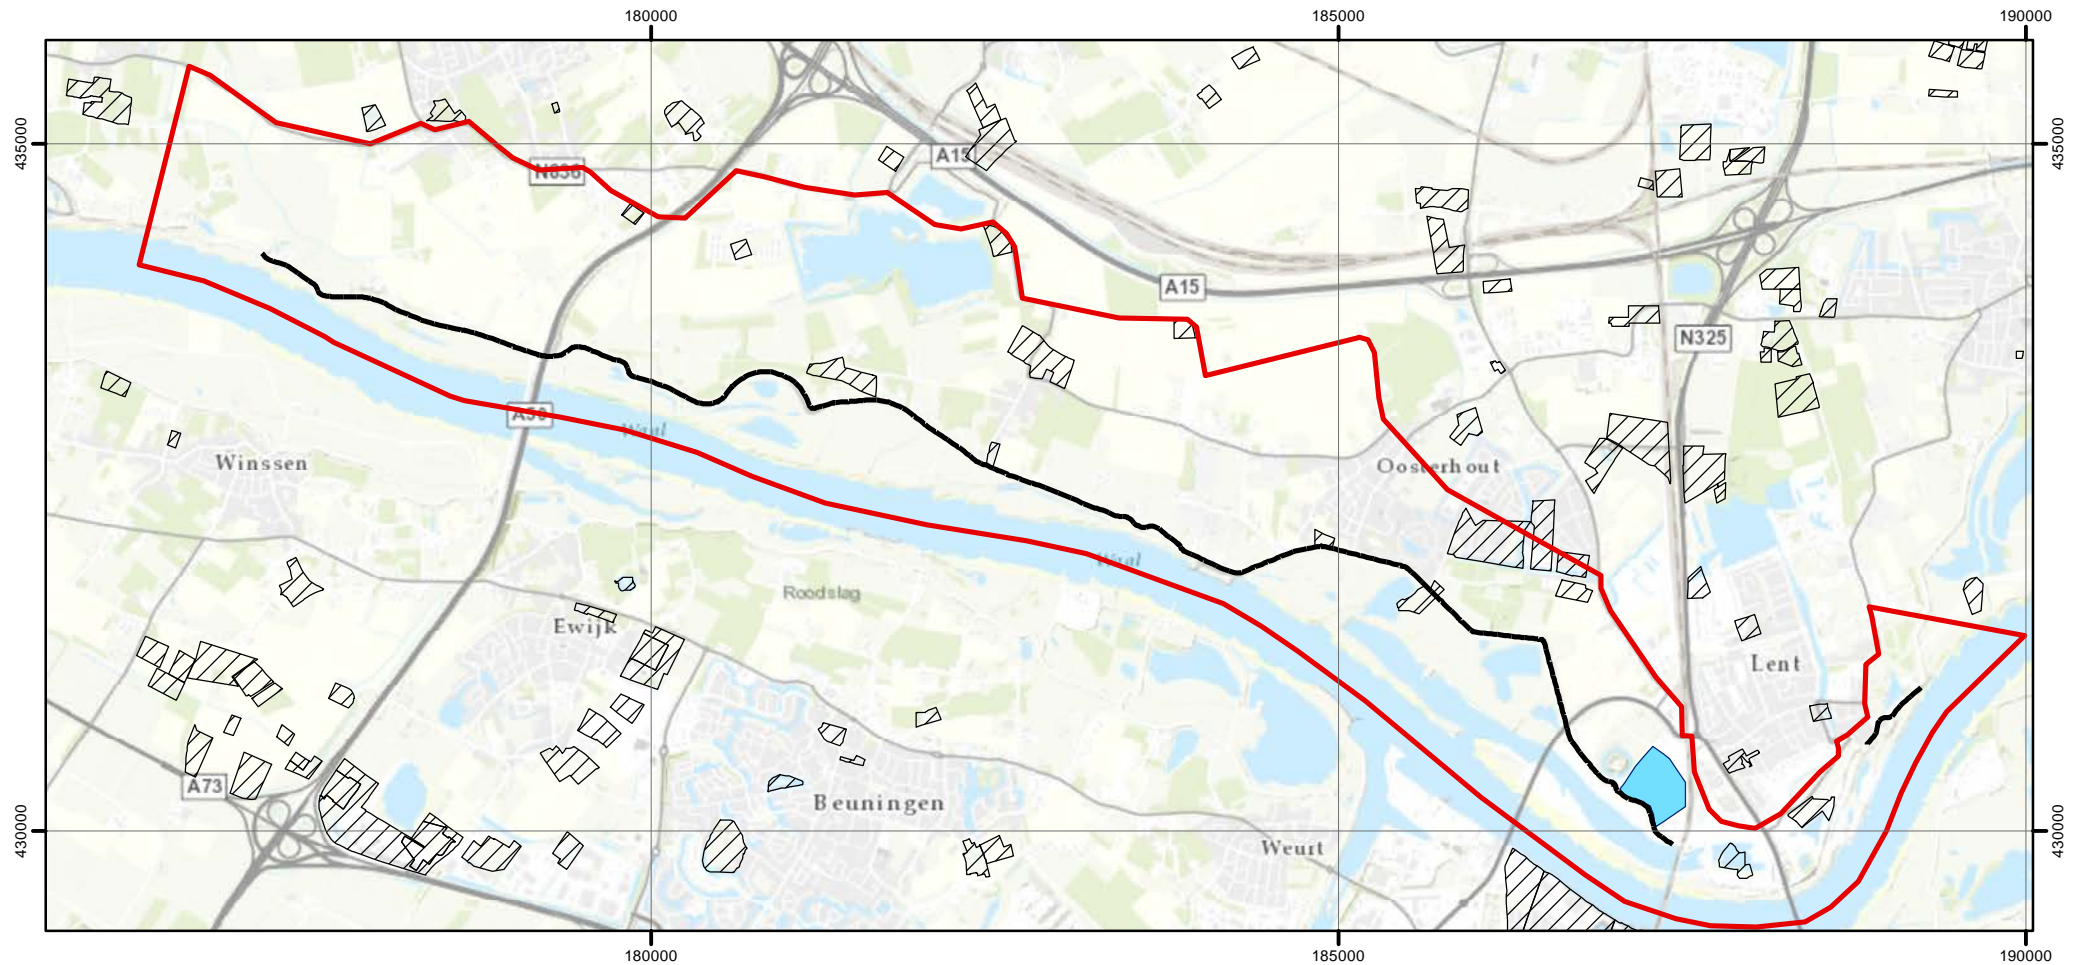 180000
185000
190000
435000
435000
A15
N836
A15
N325
A50
Waal
Winssen
Oosterhout
Waal
Roodslag
Ewijk
Lent
A73
Beuningen
430000
430000
Weurt
180000
185000
190000